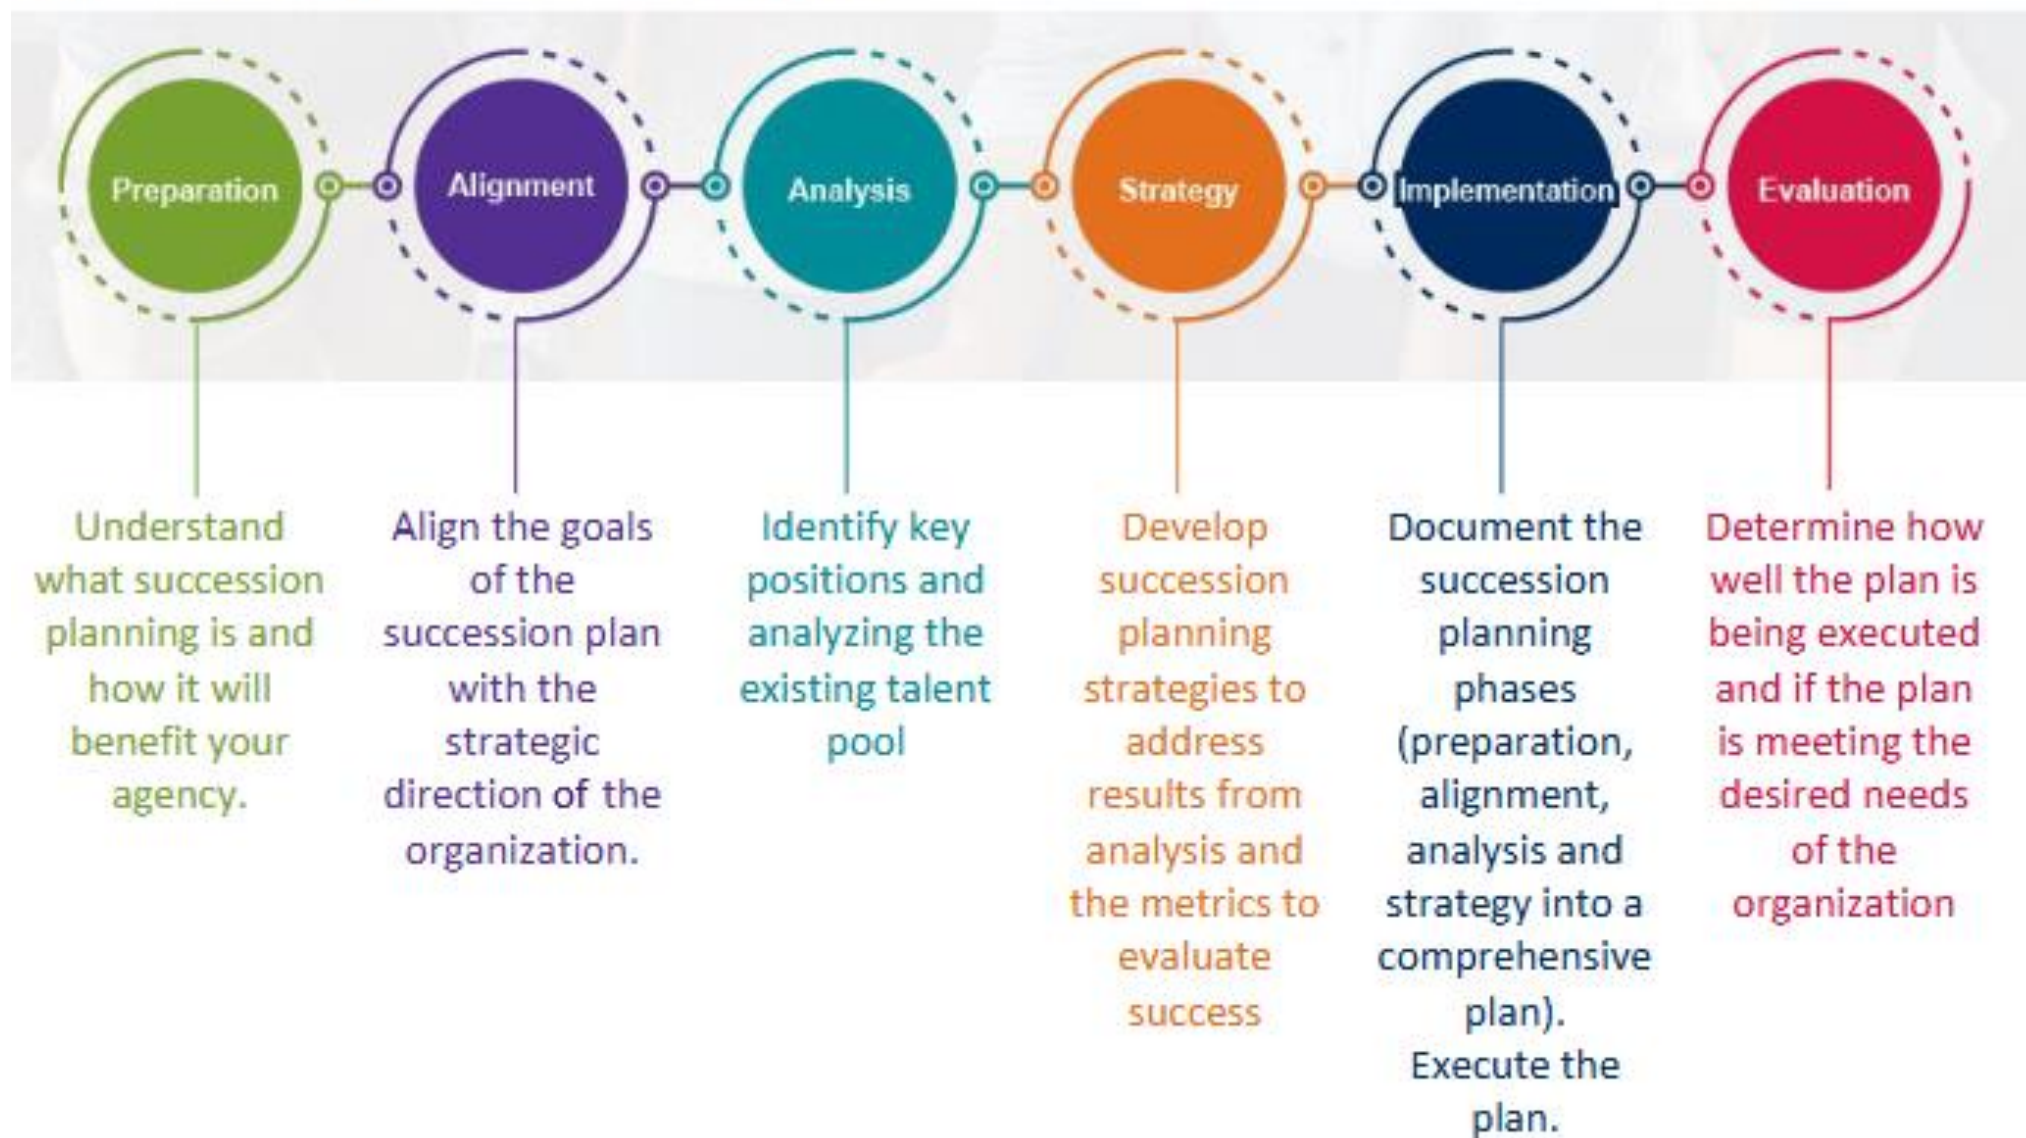 Preparation
Alignment
Analysis
Strategy
Implementation
Evaluation
Understand
what succession
planning is and
how it will
benefit your
agency.
Align the goals
of the
succession plan
with the
strategic
direction of the
organization.
Identify key
positions and
analyzing the
existing talent
pool
Develop
succession
planning
strategies to
address
results from
analysis and
the metrics to
evaluate
success
Document the
succession
planning
phases
(preparation,
alignment,
analysis and
strategy into a
comprehensive
plan).
Execute the
plan.
Determine how
well the plan is
being executed
and if the plan
is meeting the
desired needs
of the
organization